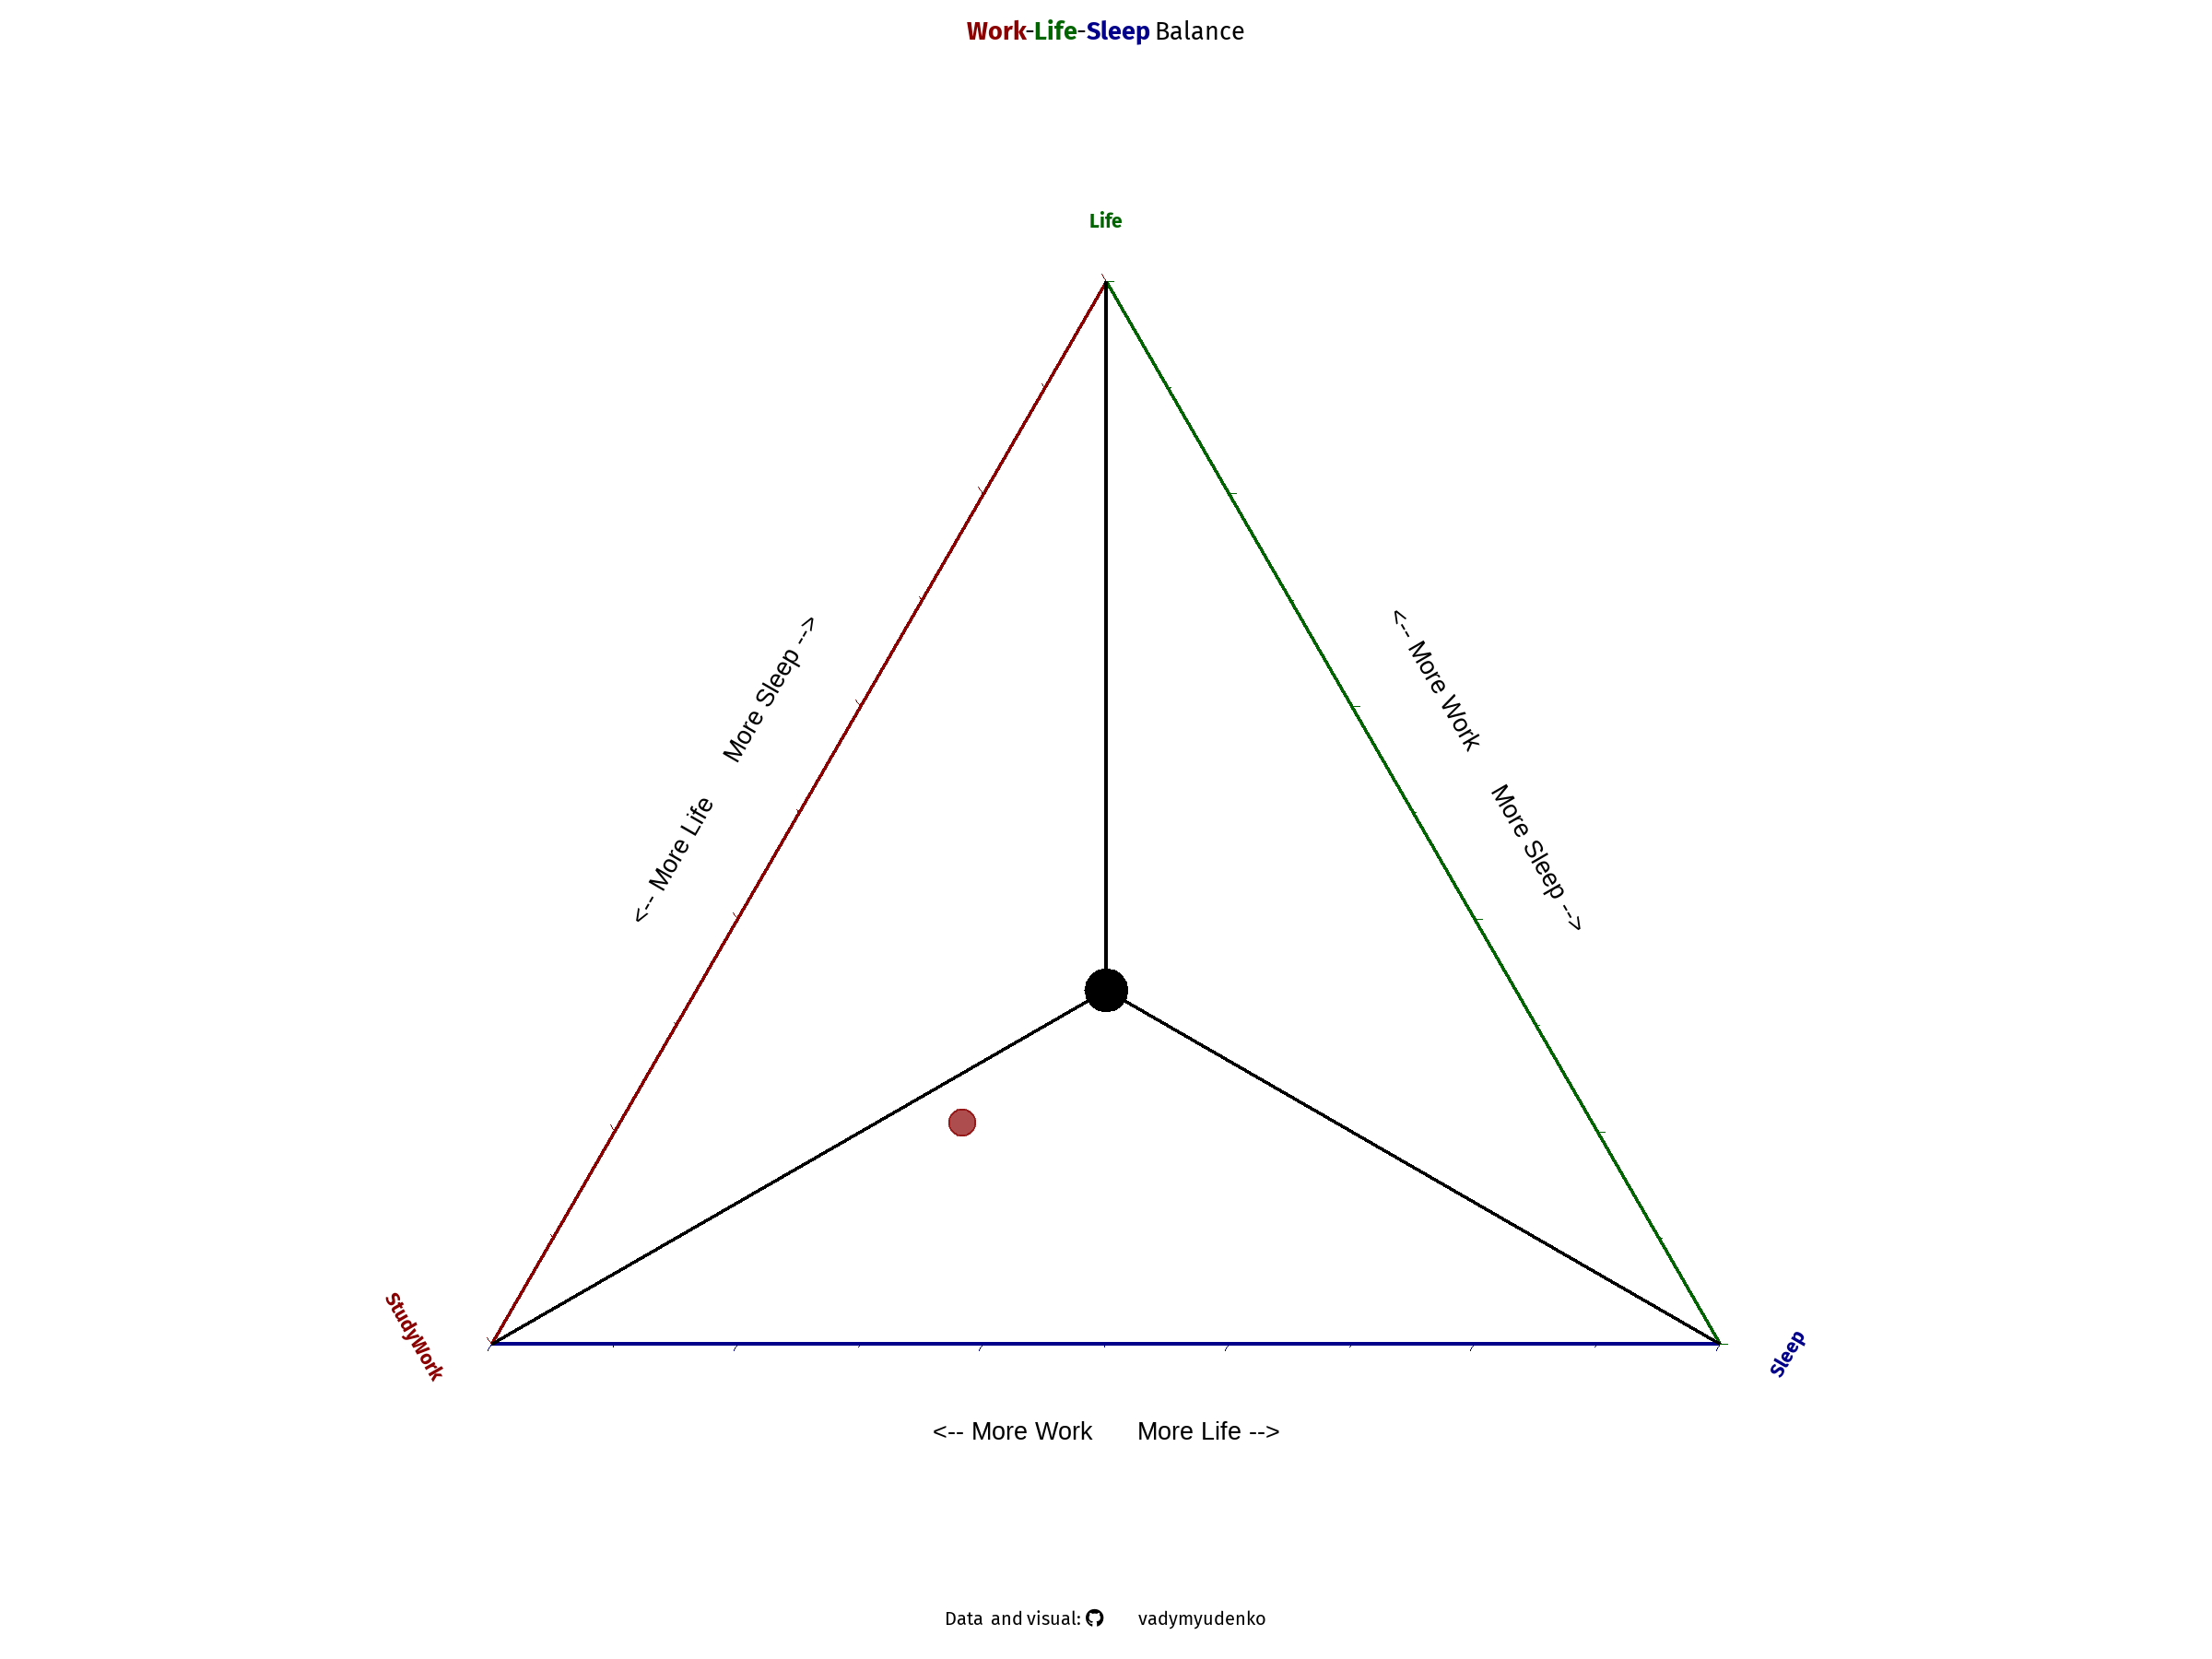 Work-Life-Sleep Balance
Life
<-- More Life More Sleep -->
<-- More Work More Sleep -->
StudyWork
Sleep
<-- More Work More Life -->
Data and visual: vadymyudenko